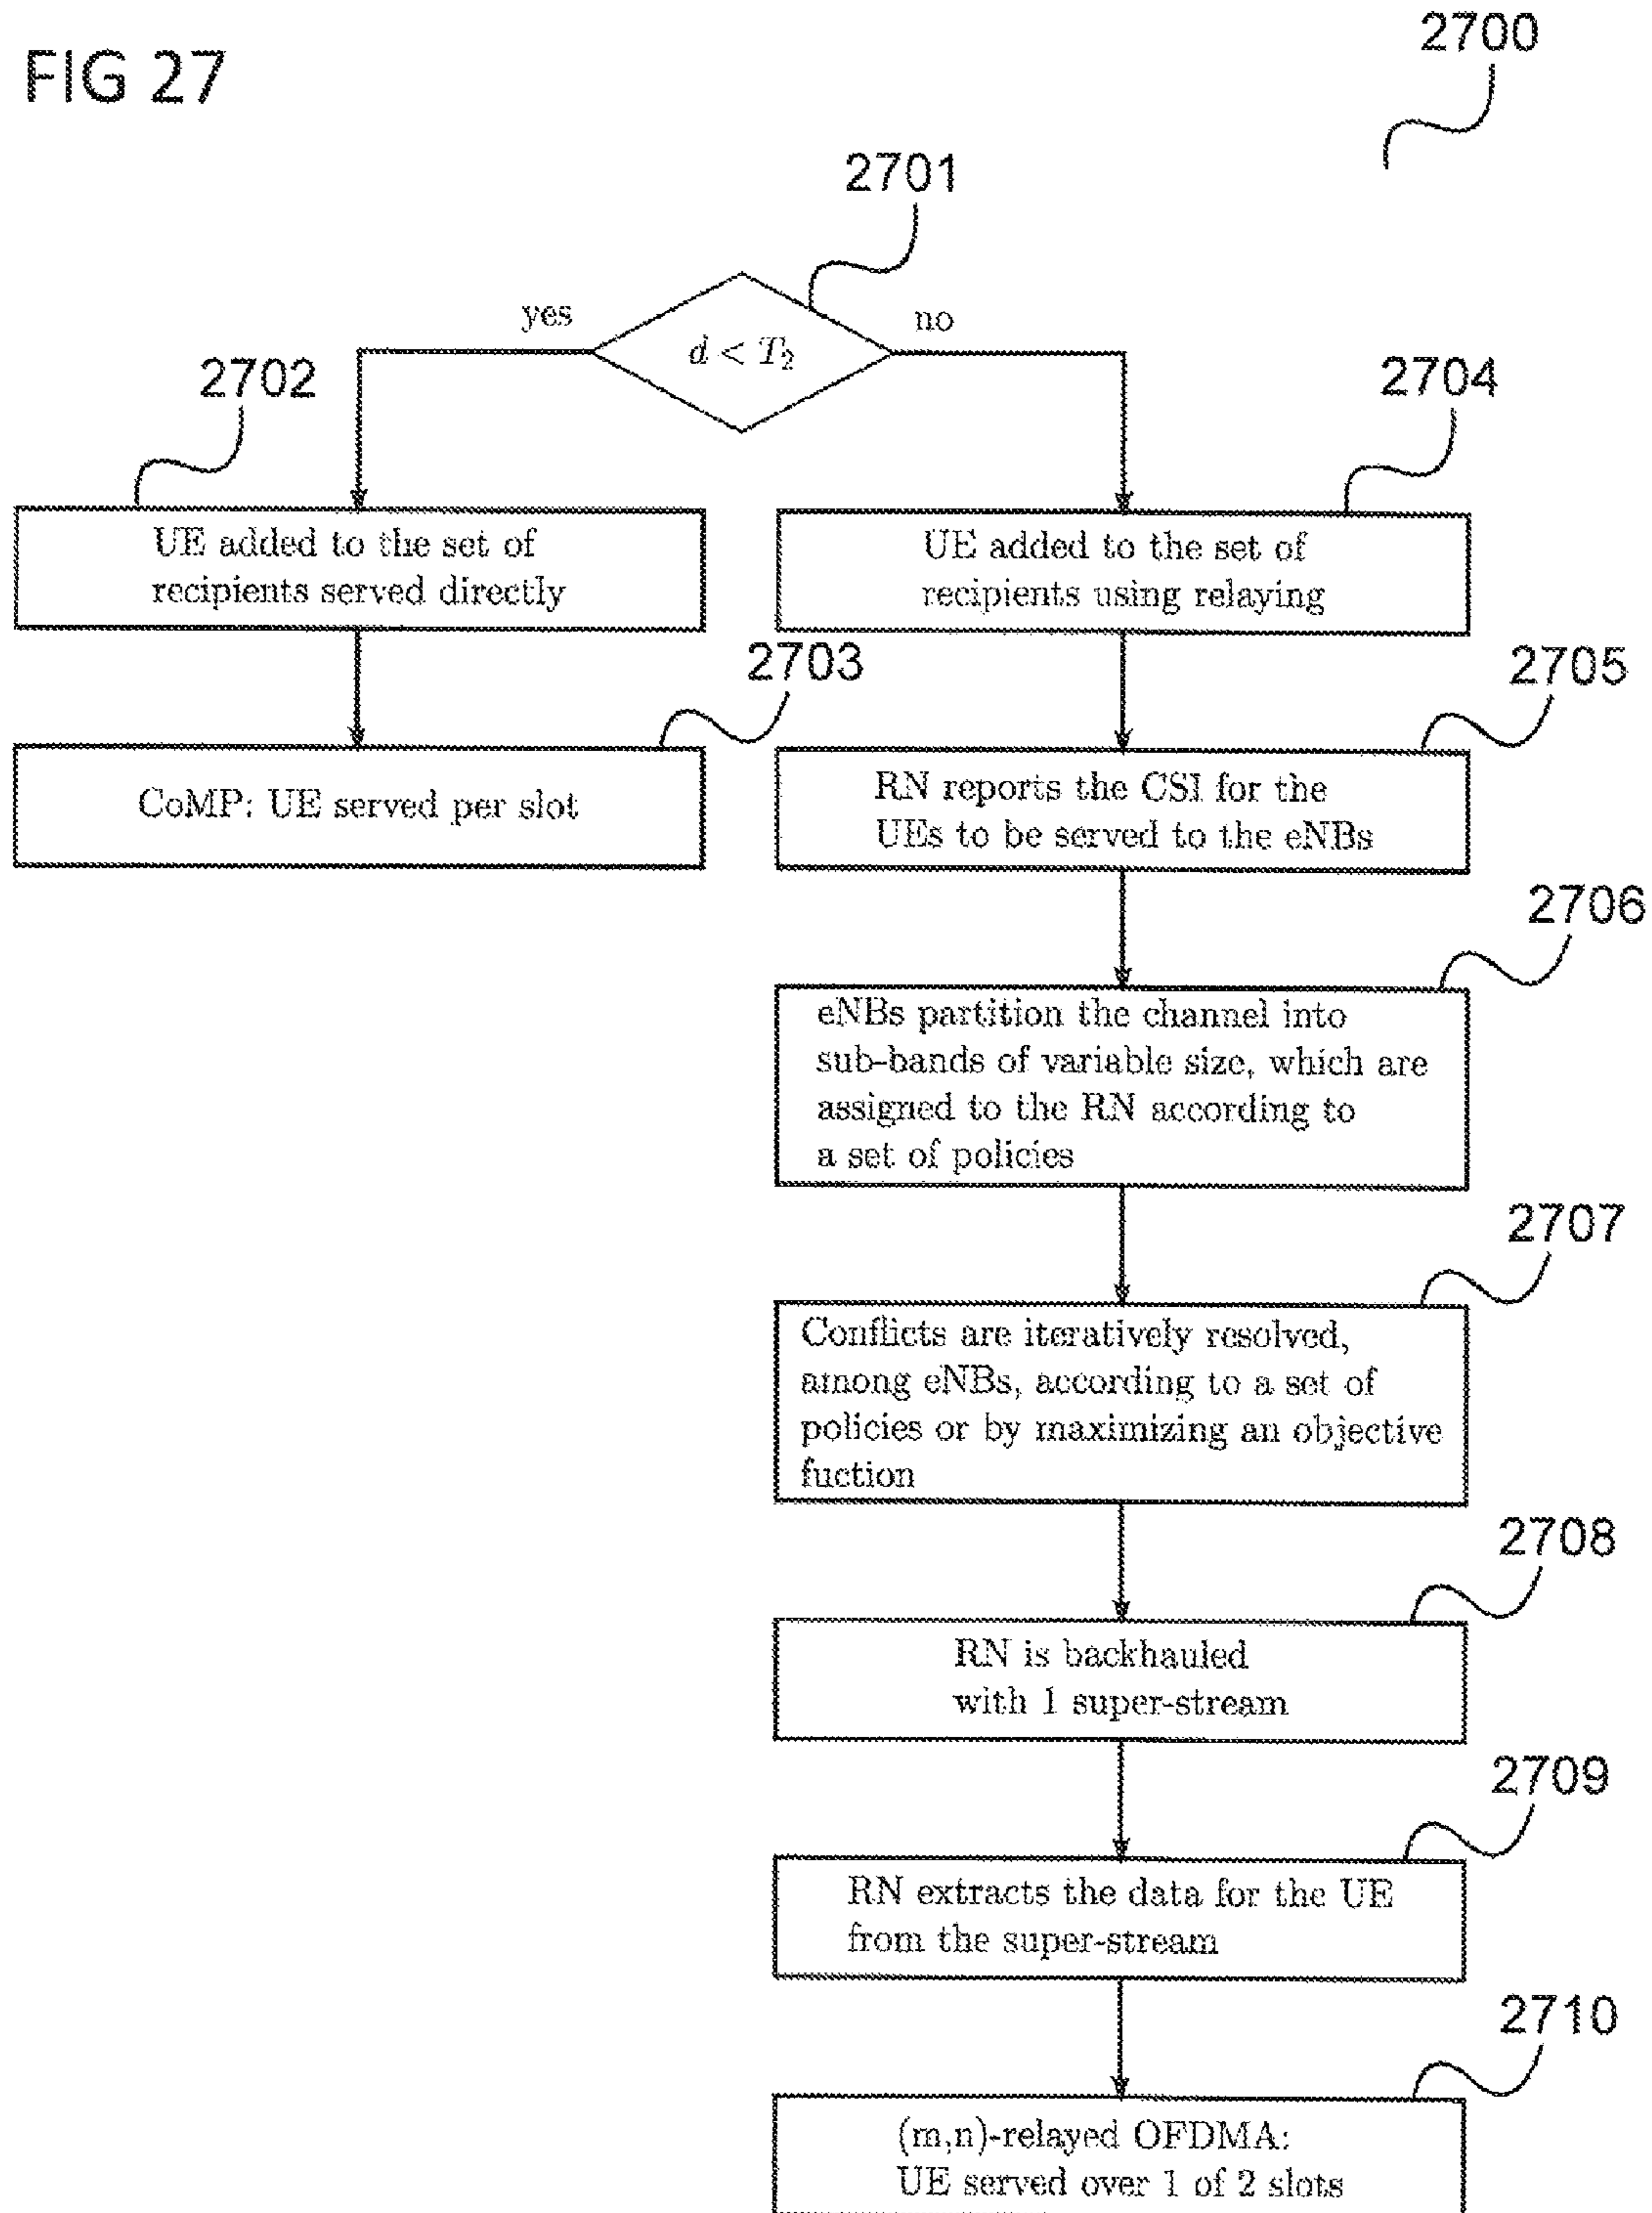 FIG 27
2700
2701
yes
d < T₂
no
2702
2704
UE added to the set of
recipients served directly
UE added to the set of
recipients using relaying
2703
2705
CoMP: UE served per slot
RN reports the CSI for the
UEs to be served to the eNBs
2706
eNBs partition the channel into
sub-bands of variable size, which are
assigned to the RN according to
a set of policies
2707
Conflicts are iteratively resolved,
among eNBs, according to a set of
policies or by maximizing an objective
fuction
2708
RN is backhauled
with 1 super-stream
2709
RN extracts the data for the UE
from the super-stream
2710
(m,n)-relayed OFDMA:
UE served over 1 of 2 slots